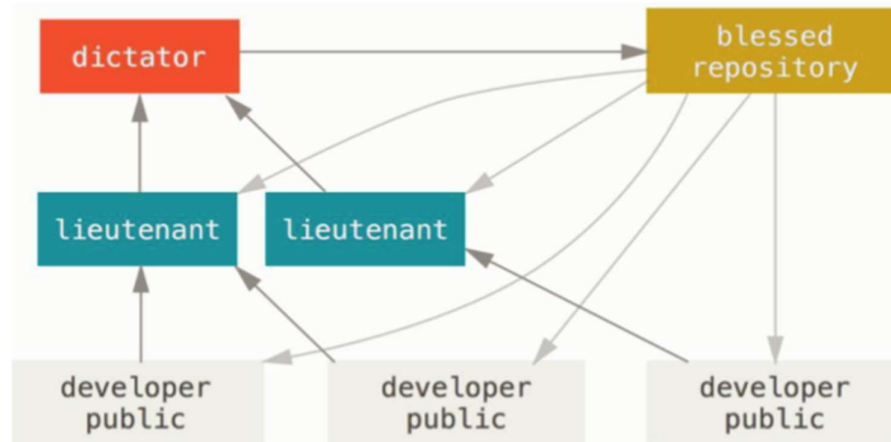 dictator
blessed
repository
lieutenant
lieutenant
developer
public
developer
public
developer
public